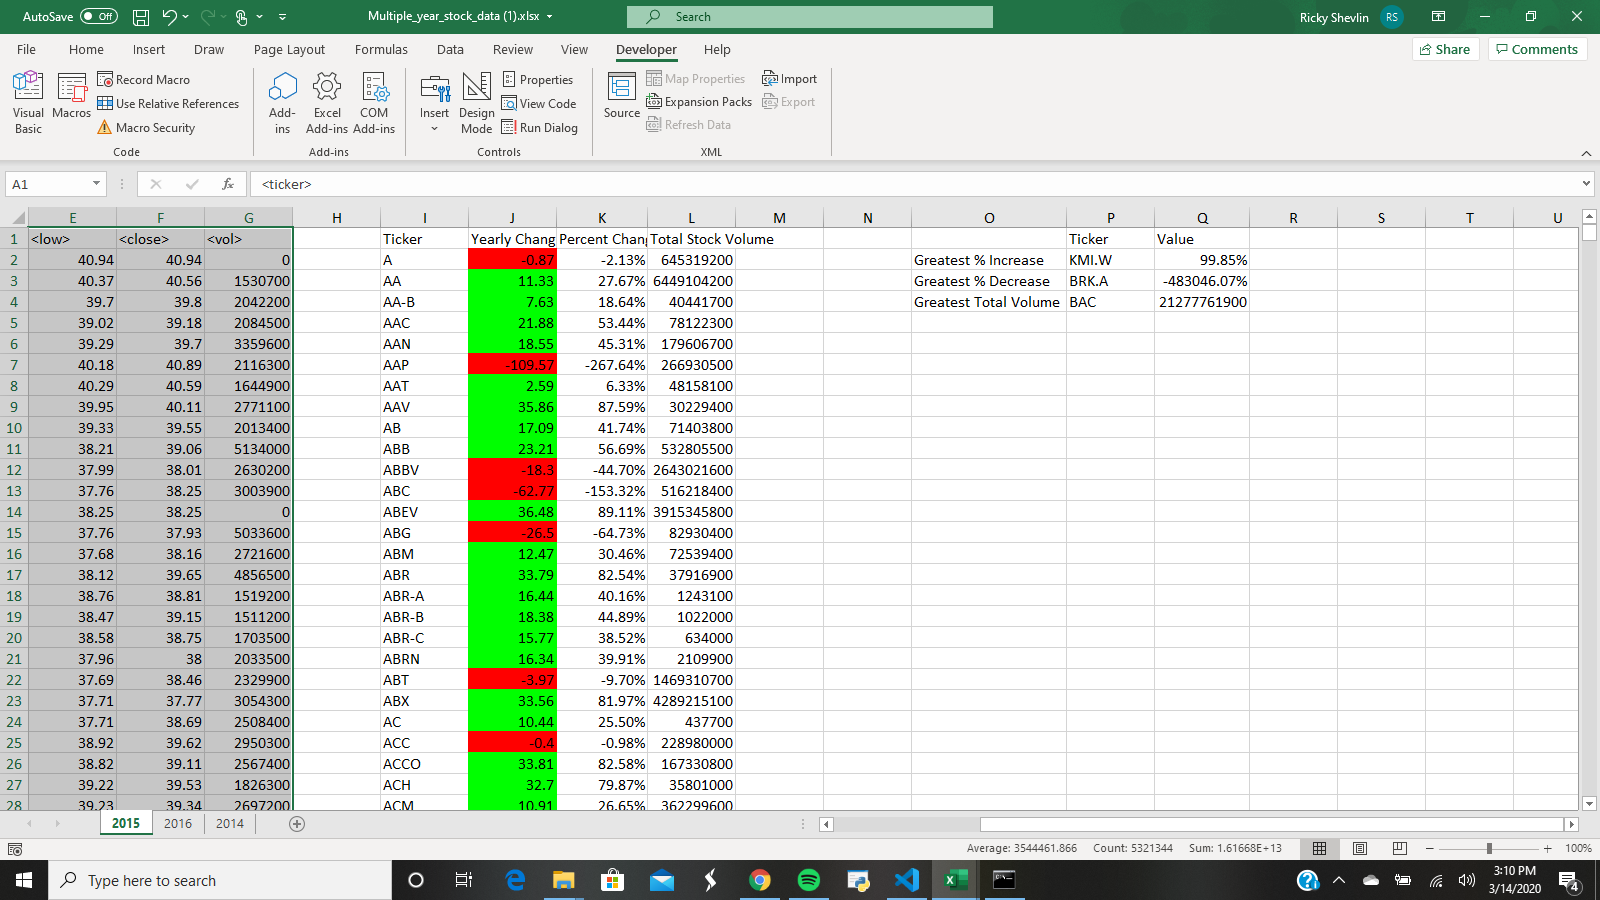 AutoSave Off Multiple_year_stock_data (1).xlsx Search Ricky Shevlin RS
File Home Insert Draw Page Layout Formulas Data Review View Developer Help Share Comments
Visual Basic
Macros
Record Macro
Use Relative References
Macro Security
Code
Add-ins
Excel Add-ins
COM Add-ins
Add-ins
Insert
Design Mode
Properties
View Code
Run Dialog
Controls
Source
Map Properties
Expansion Packs
Refresh Data
Import
Export
XML
A1 fx <ticker>
E F G H I J K L M N O P Q R S T U
1 <low> <close> <vol> Ticker Yearly Chang Percent Chang Total Stock Volume Ticker Value
2 40.94 40.94 0 A -0.87 -2.13% 645319200 Greatest % Increase KMI.W 99.85%
3 40.37 40.56 1530700 AA 11.33 27.67% 6449104200 Greatest % Decrease BRK.A -483046.07%
4 39.7 39.8 2042200 AA-B 7.63 18.64% 40441700 Greatest Total Volume BAC 21277761900
5 39.02 39.18 2084500 AAC 21.88 53.44% 78122300
6 39.29 39.7 3359600 AAN 18.55 45.31% 179606700
7 40.18 40.89 2116300 AAP -109.57 -267.64% 266930500
8 40.29 40.59 1644900 AAT 2.59 6.33% 48158100
9 39.95 40.11 2771100 AAV 35.86 87.59% 30229400
10 39.33 39.55 2013400 AB 17.09 41.74% 71403800
11 38.21 39.06 5134000 ABB 23.21 56.69% 532805500
12 37.99 38.01 2630200 ABBV -18.3 -44.70% 2643021600
13 37.76 38.25 3003900 ABC -62.77 -153.32% 516218400
14 38.25 38.25 0 ABEV 36.48 89.11% 3915345800
15 37.76 37.93 5033600 ABG -26.5 -64.73% 82930400
16 37.68 38.16 2721600 ABM 12.47 30.46% 72539400
17 38.12 39.65 4856500 ABR 33.79 82.54% 37916900
18 38.76 38.81 1519200 ABR-A 16.44 40.16% 1243100
19 38.47 39.15 1511200 ABR-B 18.38 44.89% 1022000
20 38.58 38.75 1703500 ABR-C 15.77 38.52% 634000
21 37.96 38 2033500 ABRN 16.34 39.91% 2109900
22 37.69 38.46 2329900 ABT -3.97 -9.70% 1469310700
23 37.71 37.77 3054300 ABX 33.56 81.97% 4289215100
24 37.71 38.69 2508400 AC 10.44 25.50% 437700
25 38.92 39.62 2950300 ACC -0.4 -0.98% 228980000
26 38.82 39.11 2567400 ACCO 33.81 82.58% 167330800
27 39.22 39.53 1826300 ACH 32.7 79.87% 35801000
28 39.23 39.34 2697200 ACM 10.91 26.65% 362299600
2015 2016 2014
Average: 3544461.866 Count: 5321344 Sum: 1.61668E+13 100%
Type here to search 3:10 PM
3/14/2020 4